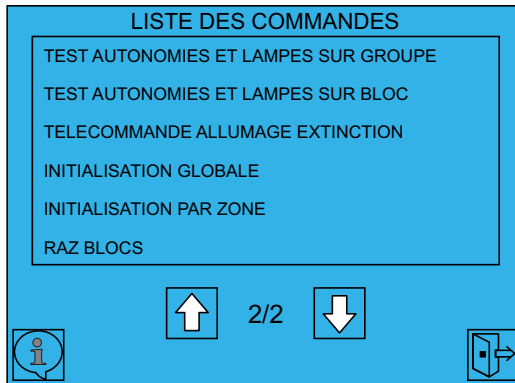 LISTE DES COMMANDES
TEST AUTONOMIES ET LAMPES SUR GROUPE
TEST AUTONOMIES ET LAMPES SUR BLOC
TELECOMMANDE ALLUMAGE EXTINCTION
INITIALISATION GLOBALE
INITIALISATION PAR ZONE
RAZ BLOCS
2/2
i